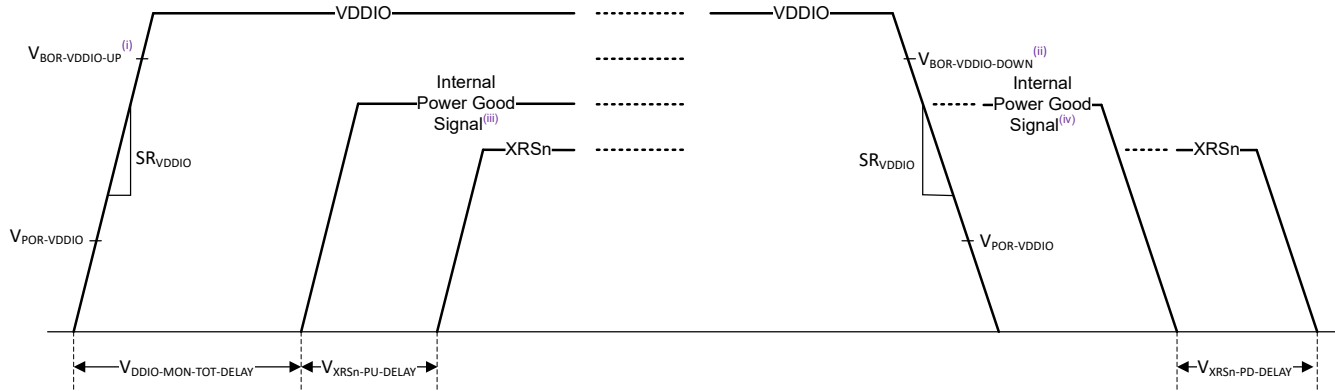 VDDIO
VDDIO
VBOR-VDDIO-UP(i)
VBOR-VDDIO-DOWN(ii)
Internal
Power Good
Signal(iii)
Internal
Power Good
Signal(iv)
SRVDDIO
XRSn
SRVDDIO
XRSn
VPOR-VDDIO
VPOR-VDDIO
VDDIO-MON-TOT-DELAY
VXRSn-PU-DELAY
VXRSn-PD-DELAY